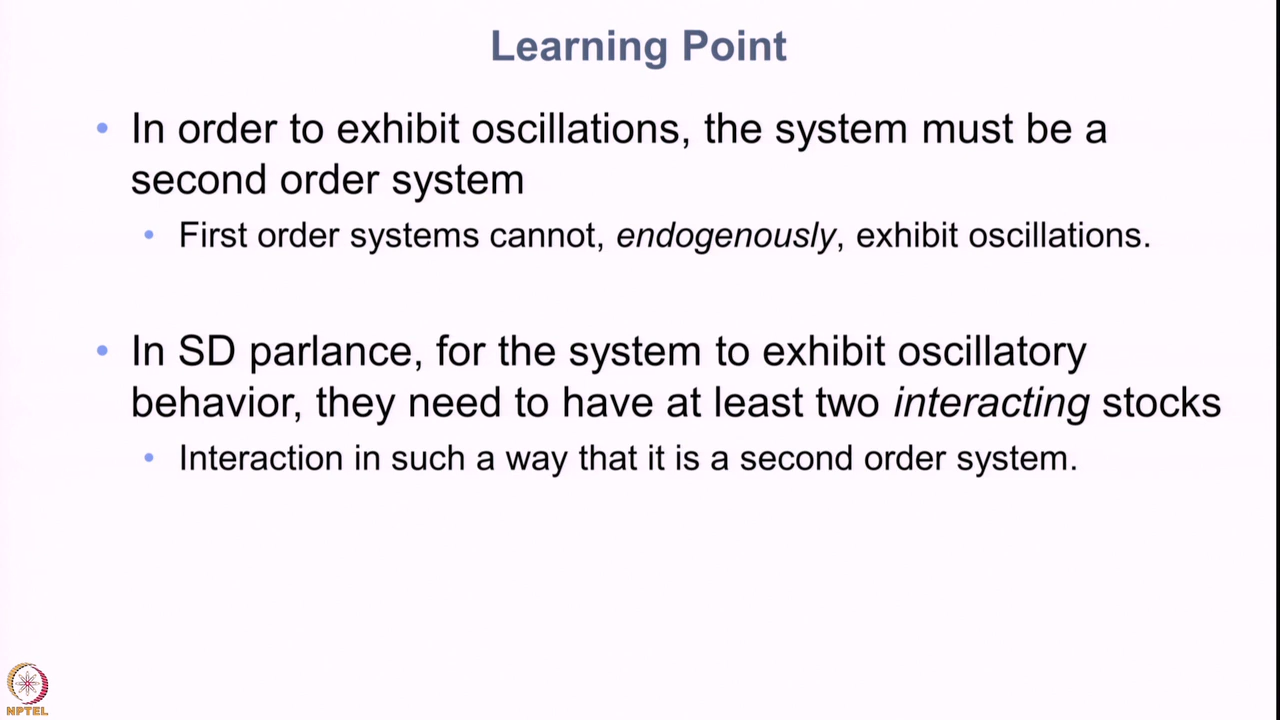 Learning Point
• In order to exhibit oscillations, the system must be a
second order system
• First order systems cannot, endogenously, exhibit oscillations.
• In SD parlance, for the system to exhibit oscillatory
behavior, they need to have at least two interacting stocks
• Interaction in such a way that it is a second order system.
NPTEL